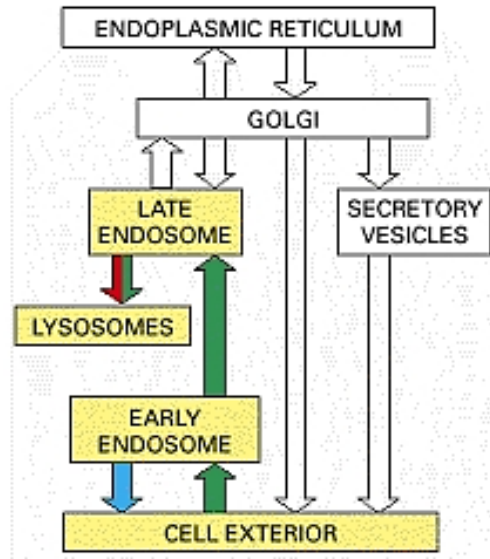 ENDOPLASMIC RETICULUM
GOLGI
LATE
ENDOSOME
SECRETORY
VESICLES
LYSOSOMES
EARLY
ENDOSOME
CELL EXTERIOR